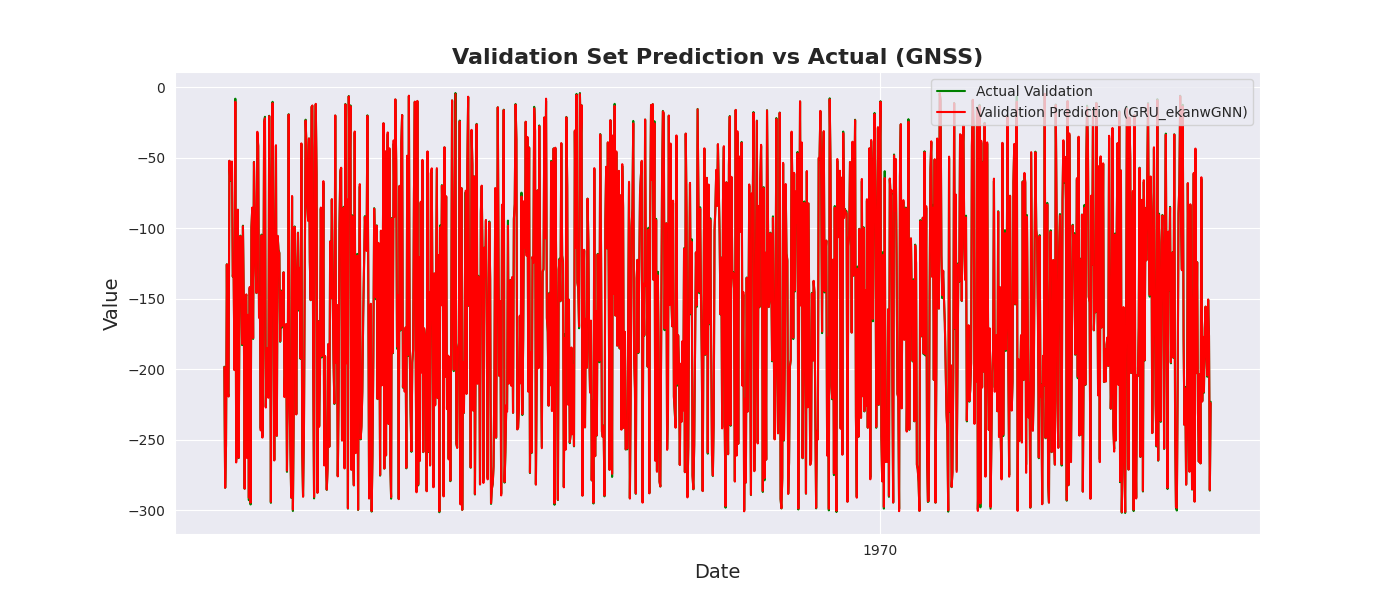 Validation Set Prediction vs Actual (GNSS)
Actual Validation
Validation Prediction (GRU_ekanwGNN)
Value
0
−50
−100
−150
−200
−250
−300
1970
Date